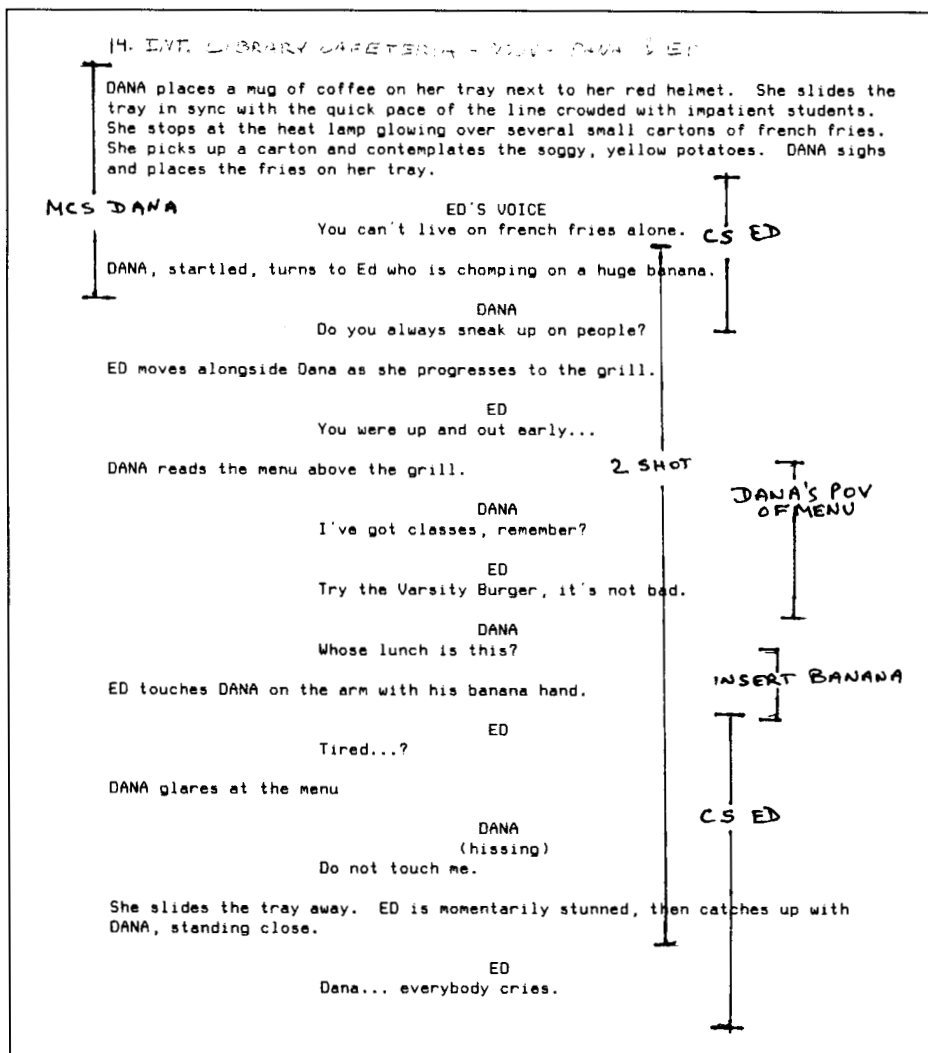 14. INT. LIBRARY CAFETERIA - - DANA & ED
DANA places a mug of coffee on her tray next to her red helmet. She slides the
tray in sync with the quick pace of the line crowded with impatient students.
She stops at the heat lamp glowing over several small cartons of french fries.
She picks up a carton and contemplates the soggy, yellow potatoes. DANA sighs
and places the fries on her tray.
MCS DANA
ED'S VOICE
You can't live on french fries alone.
CS ED
DANA, startled, turns to Ed who is chomping on a huge banana.
DANA
Do you always sneak up on people?
ED moves alongside Dana as she progresses to the grill.
ED
You were up and out early...
DANA reads the menu above the grill.
2 SHOT
DANA'S POV
OF MENU
DANA
I've got classes, remember?
ED
Try the Varsity Burger, it's not bad.
DANA
Whose lunch is this?
ED touches DANA on the arm with his banana hand.
INSERT BANANA
ED
Tired...?
DANA glares at the menu
CS ED
DANA
(hissing)
Do not touch me.
She slides the tray away. ED is momentarily stunned, then catches up with
DANA, standing close.
ED
Dana... everybody cries.